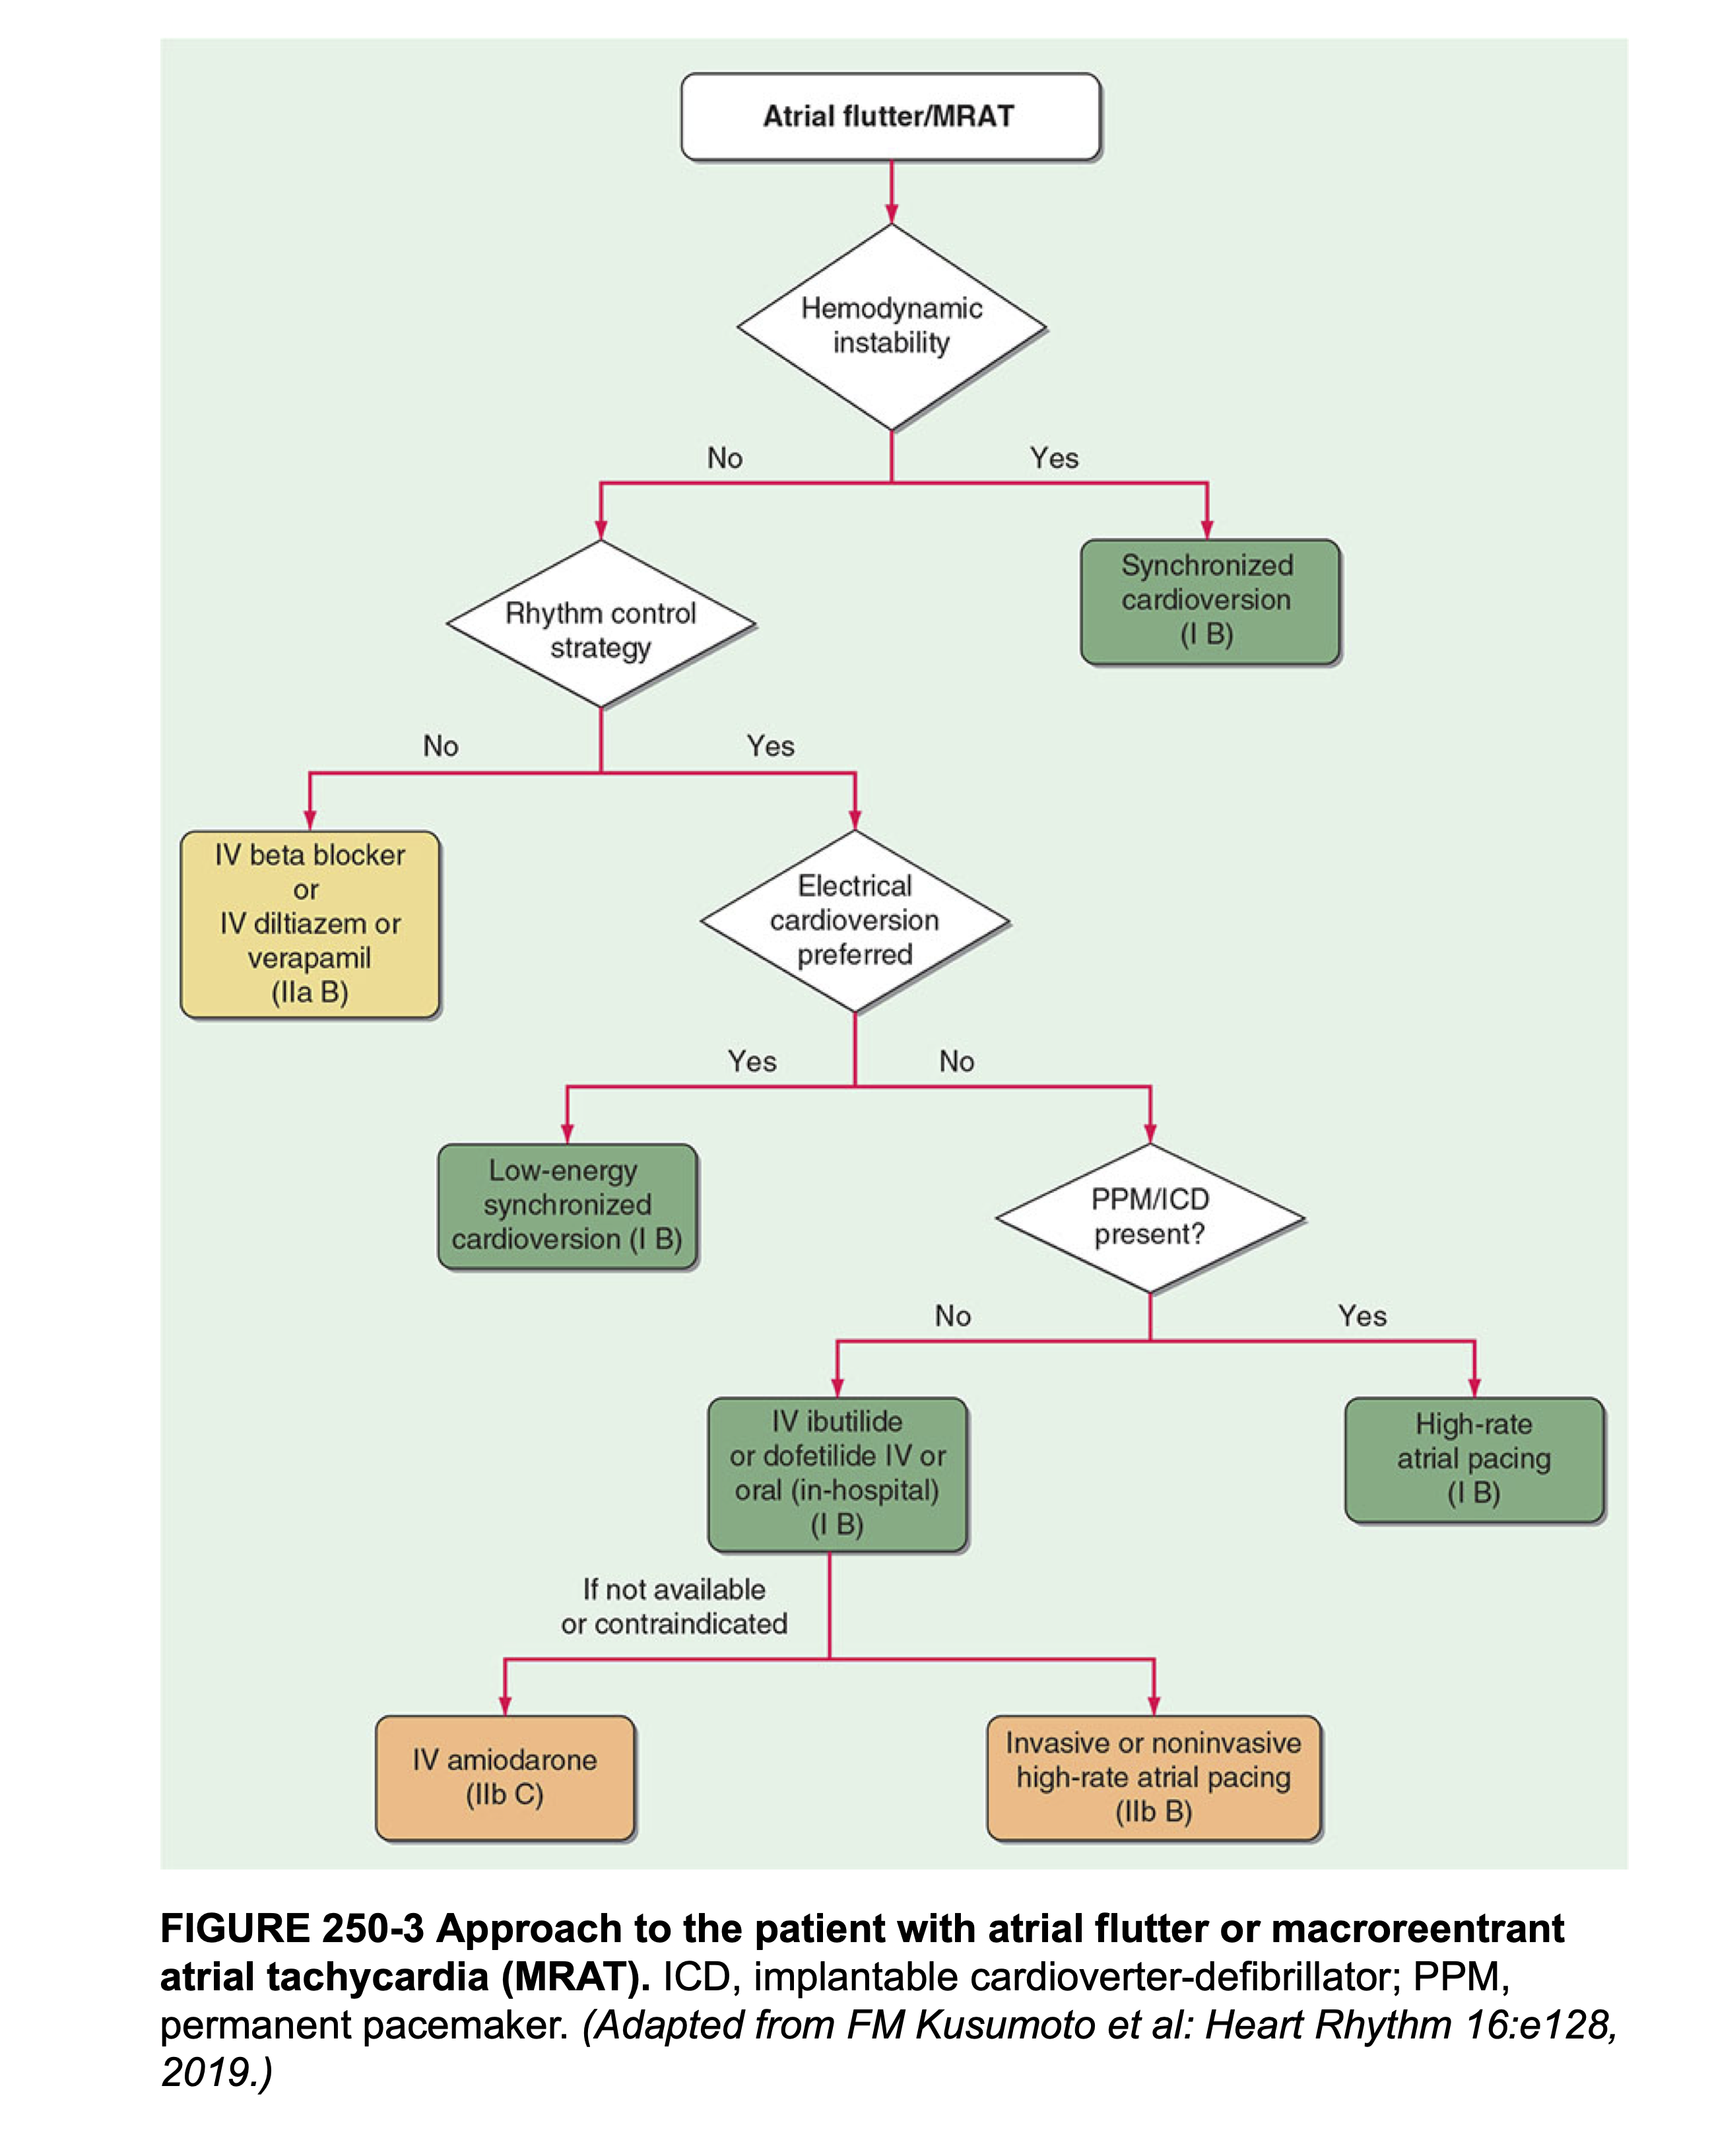 Atrial flutter/MRAT
Hemodynamic
instability
No
Yes
Synchronized
cardioversion
(I B)
Rhythm control
strategy
No
Yes
IV beta blocker
or
IV diltiazem or
verapamil
(IIa B)
Electrical
cardioversion
preferred
Yes
No
Low-energy
synchronized
cardioversion (I B)
PPM/ICD
present?
No
Yes
IV ibutilide
or dofetilide IV or
oral (in-hospital)
(I B)
High-rate
atrial pacing
(I B)
If not available
or contraindicated
IV amiodarone
(IIb C)
Invasive or noninvasive
high-rate atrial pacing
(IIb B)
FIGURE 250-3 Approach to the patient with atrial flutter or macroreentrant
atrial tachycardia (MRAT). ICD, implantable cardioverter-defibrillator; PPM,
permanent pacemaker. (Adapted from FM Kusumoto et al: Heart Rhythm 16:e128,
2019.)